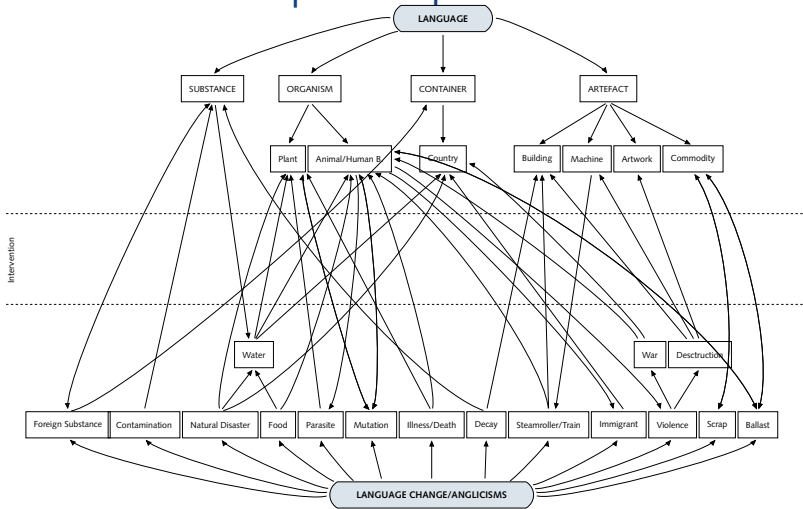 LANGUAGE
SUBSTANCE
ORGANISM
CONTAINER
ARTEFACT
Plant
Animal/Human B.
Country
Building
Machine
Artwork
Commodity
Intervention
Water
War
Desctruction
Foreign Substance
Contamination
Natural Disaster
Food
Parasite
Mutation
Illness/Death
Decay
Steamroller/Train
Immigrant
Violence
Scrap
Ballast
LANGUAGE CHANGE/ANGLICISMS